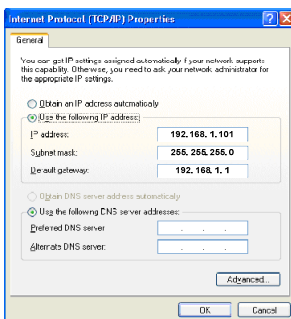 Internet Protocol (TCP/IP) Properties
General
You can get IP settings assigned automatically if your network supports
this capability. Otherwise, you need to ask your network administrator for
the appropriate IP settings.
Obtain an IP address automatically
Use the following IP address:
IP address: 192.168.1.101
Subnet mask: 255.255.255.0
Default gateway: 192.168.1.1
Obtain DNS server address automatically
Use the following DNS server addresses:
Preferred DNS server: . . .
Alternate DNS server: . . .
Advanced...
OK Cancel